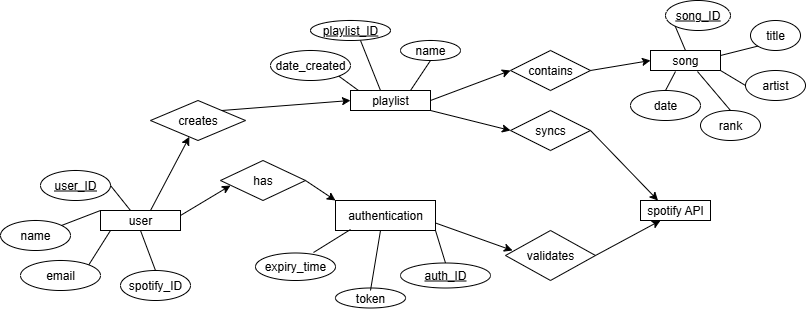 song_ID
playlist_ID
title
name
date_created
contains
song
artist
playlist
date
creates
syncs
rank
has
user_ID
user
authentication
spotify API
name
validates
expiry_time
email
auth_ID
spotify_ID
token